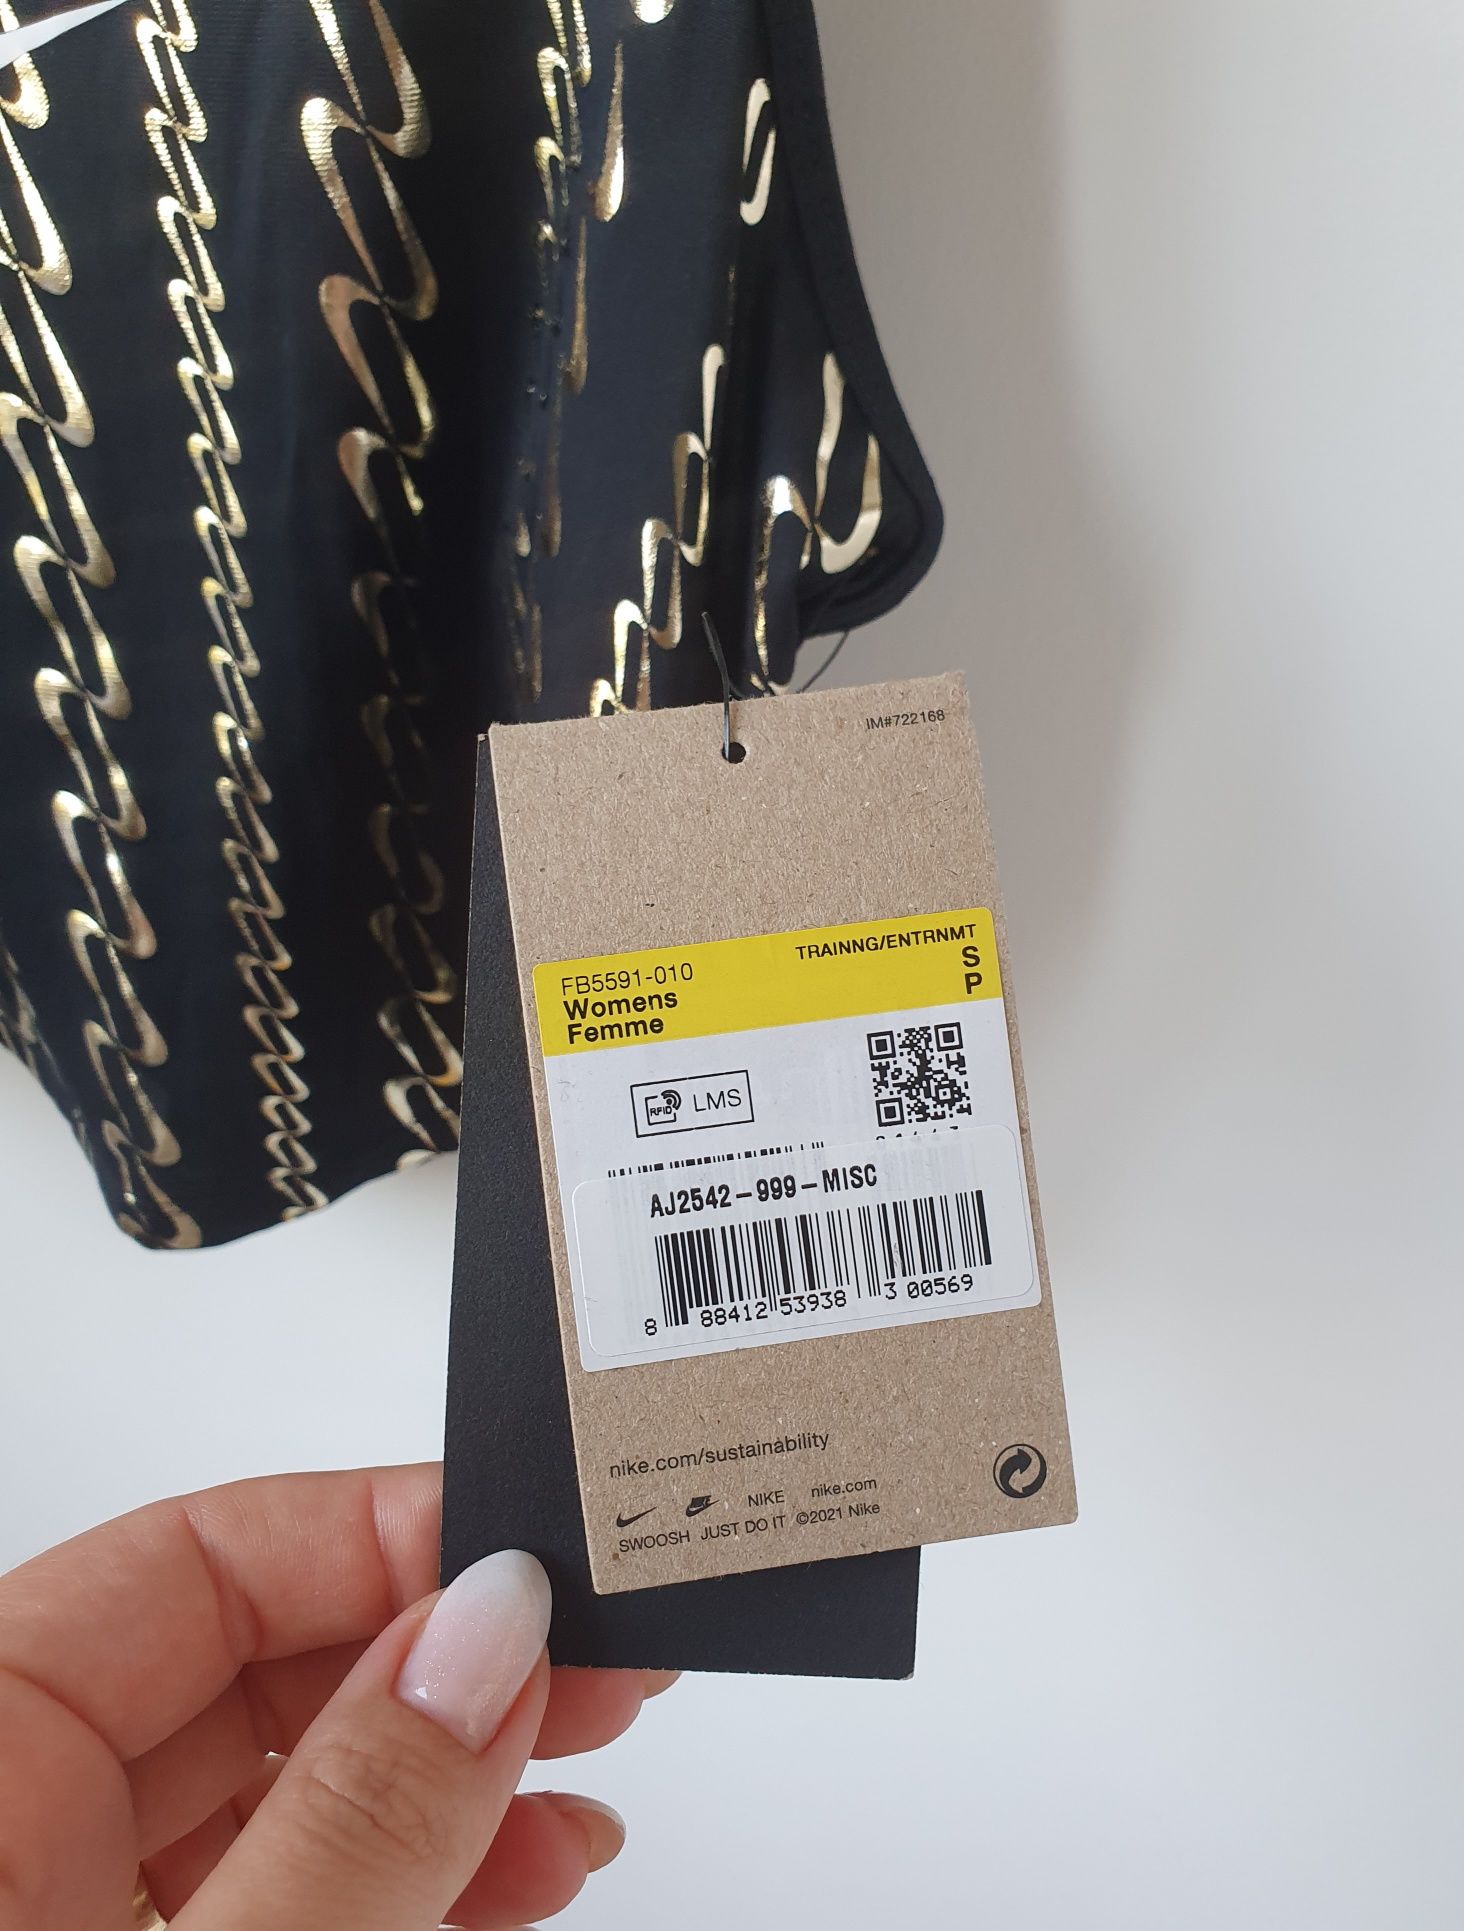 IM#722168
TRAINNG/ENTRNMT
FB5591-010
S
Womens
P
Femme
RFID LMS
AJ2542-999-MISC
8 88412 53938 3 00569
nike.com/sustainability
NIKE nike.com
SWOOSH JUST DO IT ©2021 Nike